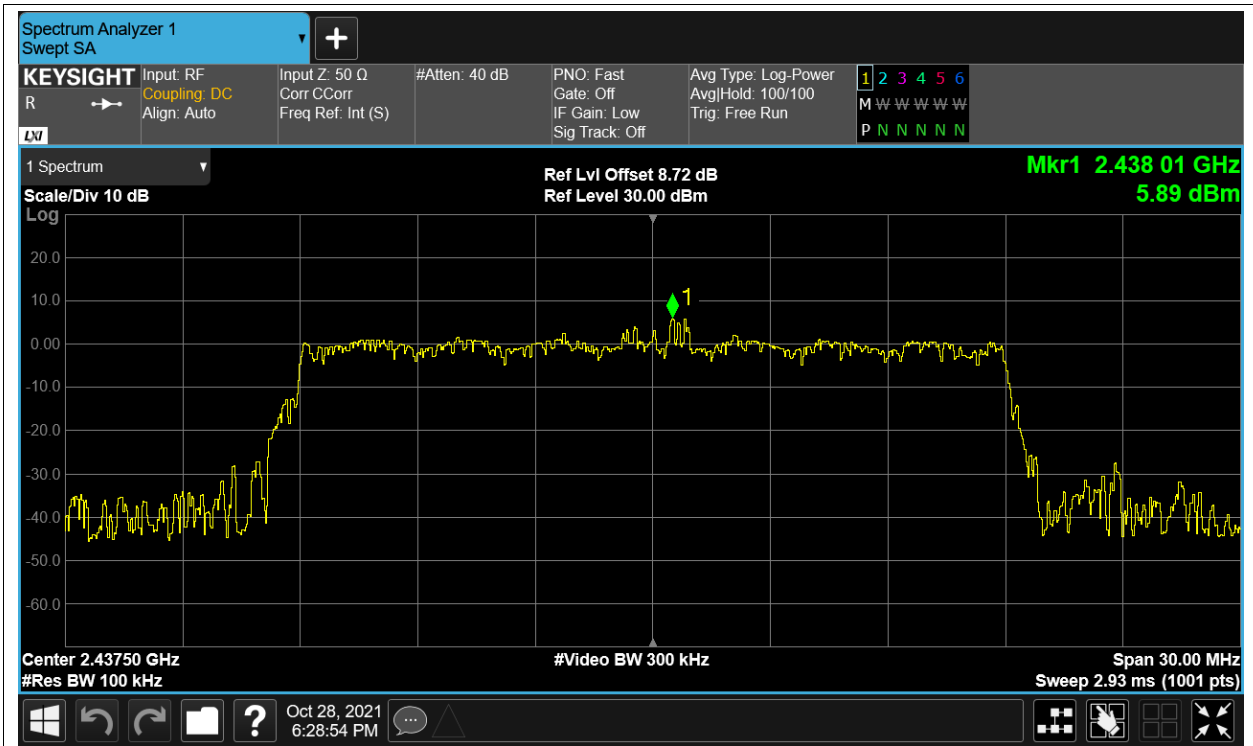 Spectrum Analyzer 1
Swept SA
KEYSIGHT
R
LXI
Input: RF
Coupling: DC
Align: Auto
Input Z: 50 Ω
Corr CCorr
Freq Ref: Int (S)
#Atten: 40 dB
PNO: Fast
Gate: Off
IF Gain: Low
Sig Track: Off
Avg Type: Log-Power
Avg|Hold: 100/100
Trig: Free Run
1 2 3 4 5 6
M W W W W W
P N N N N N
1 Spectrum
Scale/Div 10 dB
Log
Ref Lvl Offset 8.72 dB
Ref Level 30.00 dBm
Mkr1 2.438 01 GHz
5.89 dBm
20.0
10.0
1
0.00
-10.0
-20.0
-30.0
-40.0
-50.0
-60.0
Center 2.43750 GHz
#Res BW 100 kHz
#Video BW 300 kHz
Span 30.00 MHz
Sweep 2.93 ms (1001 pts)
?
Oct 28, 2021
6:28:54 PM